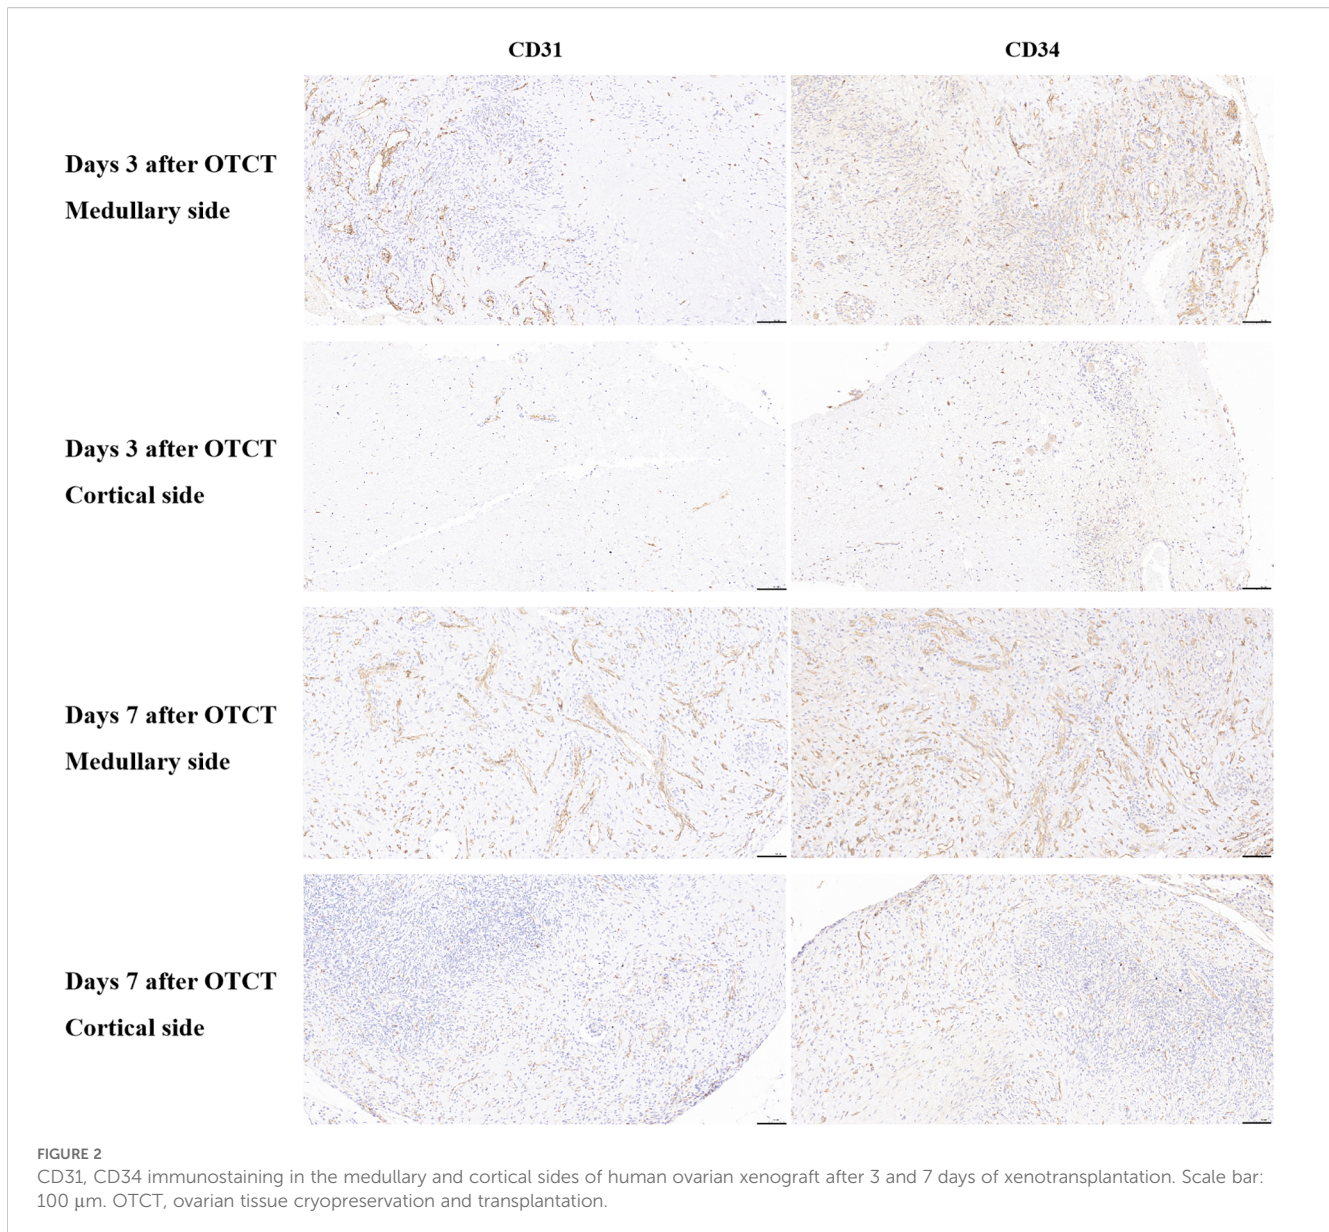 CD31
CD34
Days 3 after OTCT
Medullary side
Days 3 after OTCT
Cortical side
Days 7 after OTCT
Medullary side
Days 7 after OTCT
Cortical side
FIGURE 2
CD31, CD34 immunostaining in the medullary and cortical sides of human ovarian xenograft after 3 and 7 days of xenotransplantation. Scale bar:
100 μm. OTCT, ovarian tissue cryopreservation and transplantation.